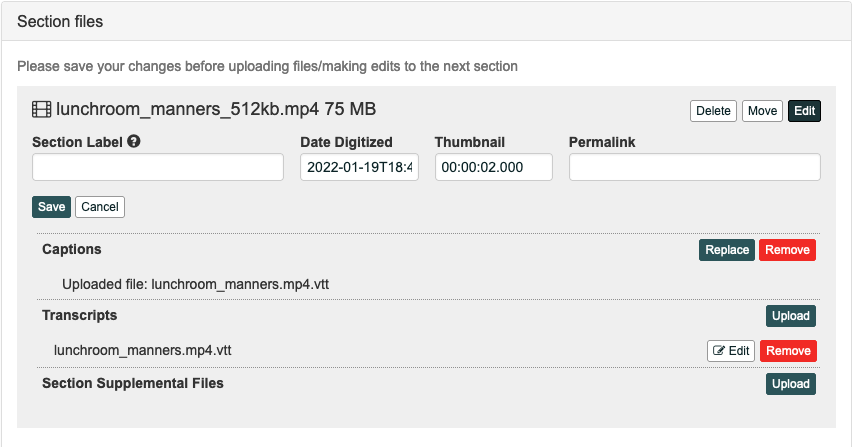 Section files
Please save your changes before uploading files/making edits to the next section
lunchroom_manners_512kb.mp4 75 MB Delete Move Edit
Section Label Date Digitized Thumbnail Permalink
2022-01-19T18:4 00:00:02.000
Save Cancel
Captions Replace Remove
Uploaded file: lunchroom_manners.mp4.vtt
Transcripts Upload
lunchroom_manners.mp4.vtt Edit Remove
Section Supplemental Files Upload